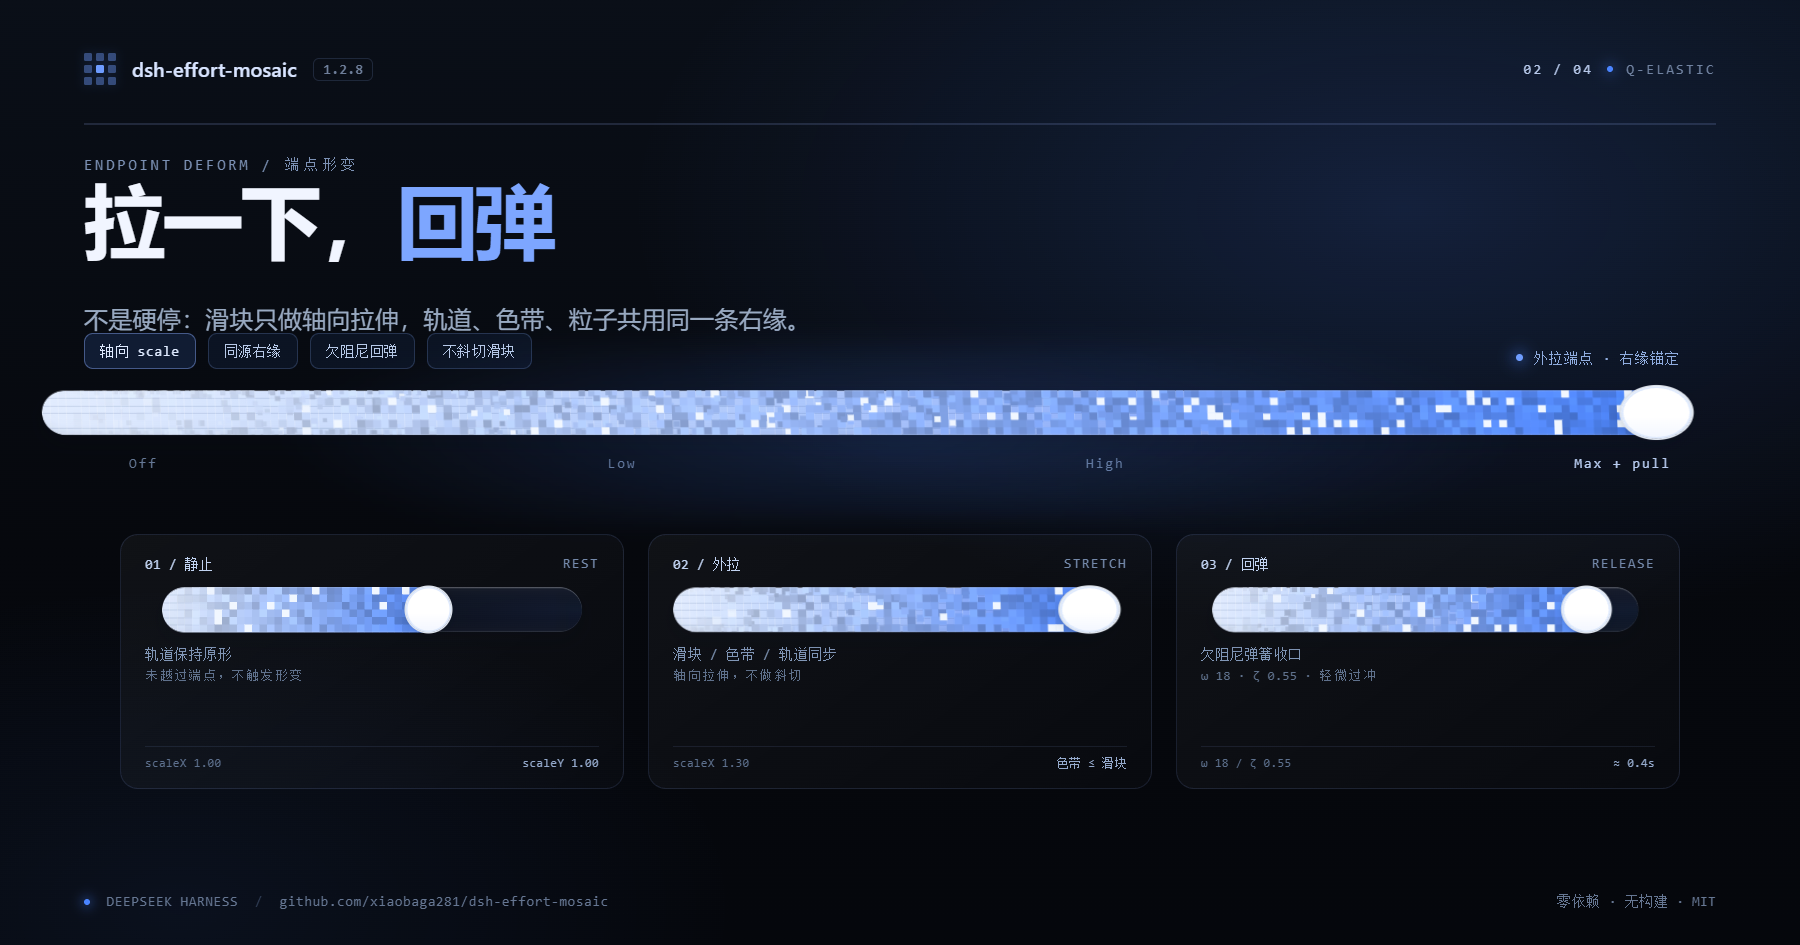 dsh-effort-mosaic 1.2.8
02 / 04 Q-ELASTIC
ENDPOINT DEFORM / 端点形变
拉一下，回弹
不是硬停：滑块只做轴向拉伸，轨道、色带、粒子共用同一条右缘。
轴向 scale 同源右缘 欠阻尼回弹 不斜切滑块
外拉端点 · 右缘锚定
Off Low High Max + pull
01 / 静止 REST
轨道保持原形
未越过端点，不触发形变
scaleX 1.00 scaleY 1.00
02 / 外拉 STRETCH
滑块 / 色带 / 轨道同步
轴向拉伸，不做斜切
scaleX 1.30 色带 ≤ 滑块
03 / 回弹 RELEASE
欠阻尼弹簧收口
ω 18 · ζ 0.55 · 轻微过冲
ω 18 / ζ 0.55 ≈ 0.4s
DEEPSEEK HARNESS / github.com/xiaobaga281/dsh-effort-mosaic
零依赖 · 无构建 · MIT